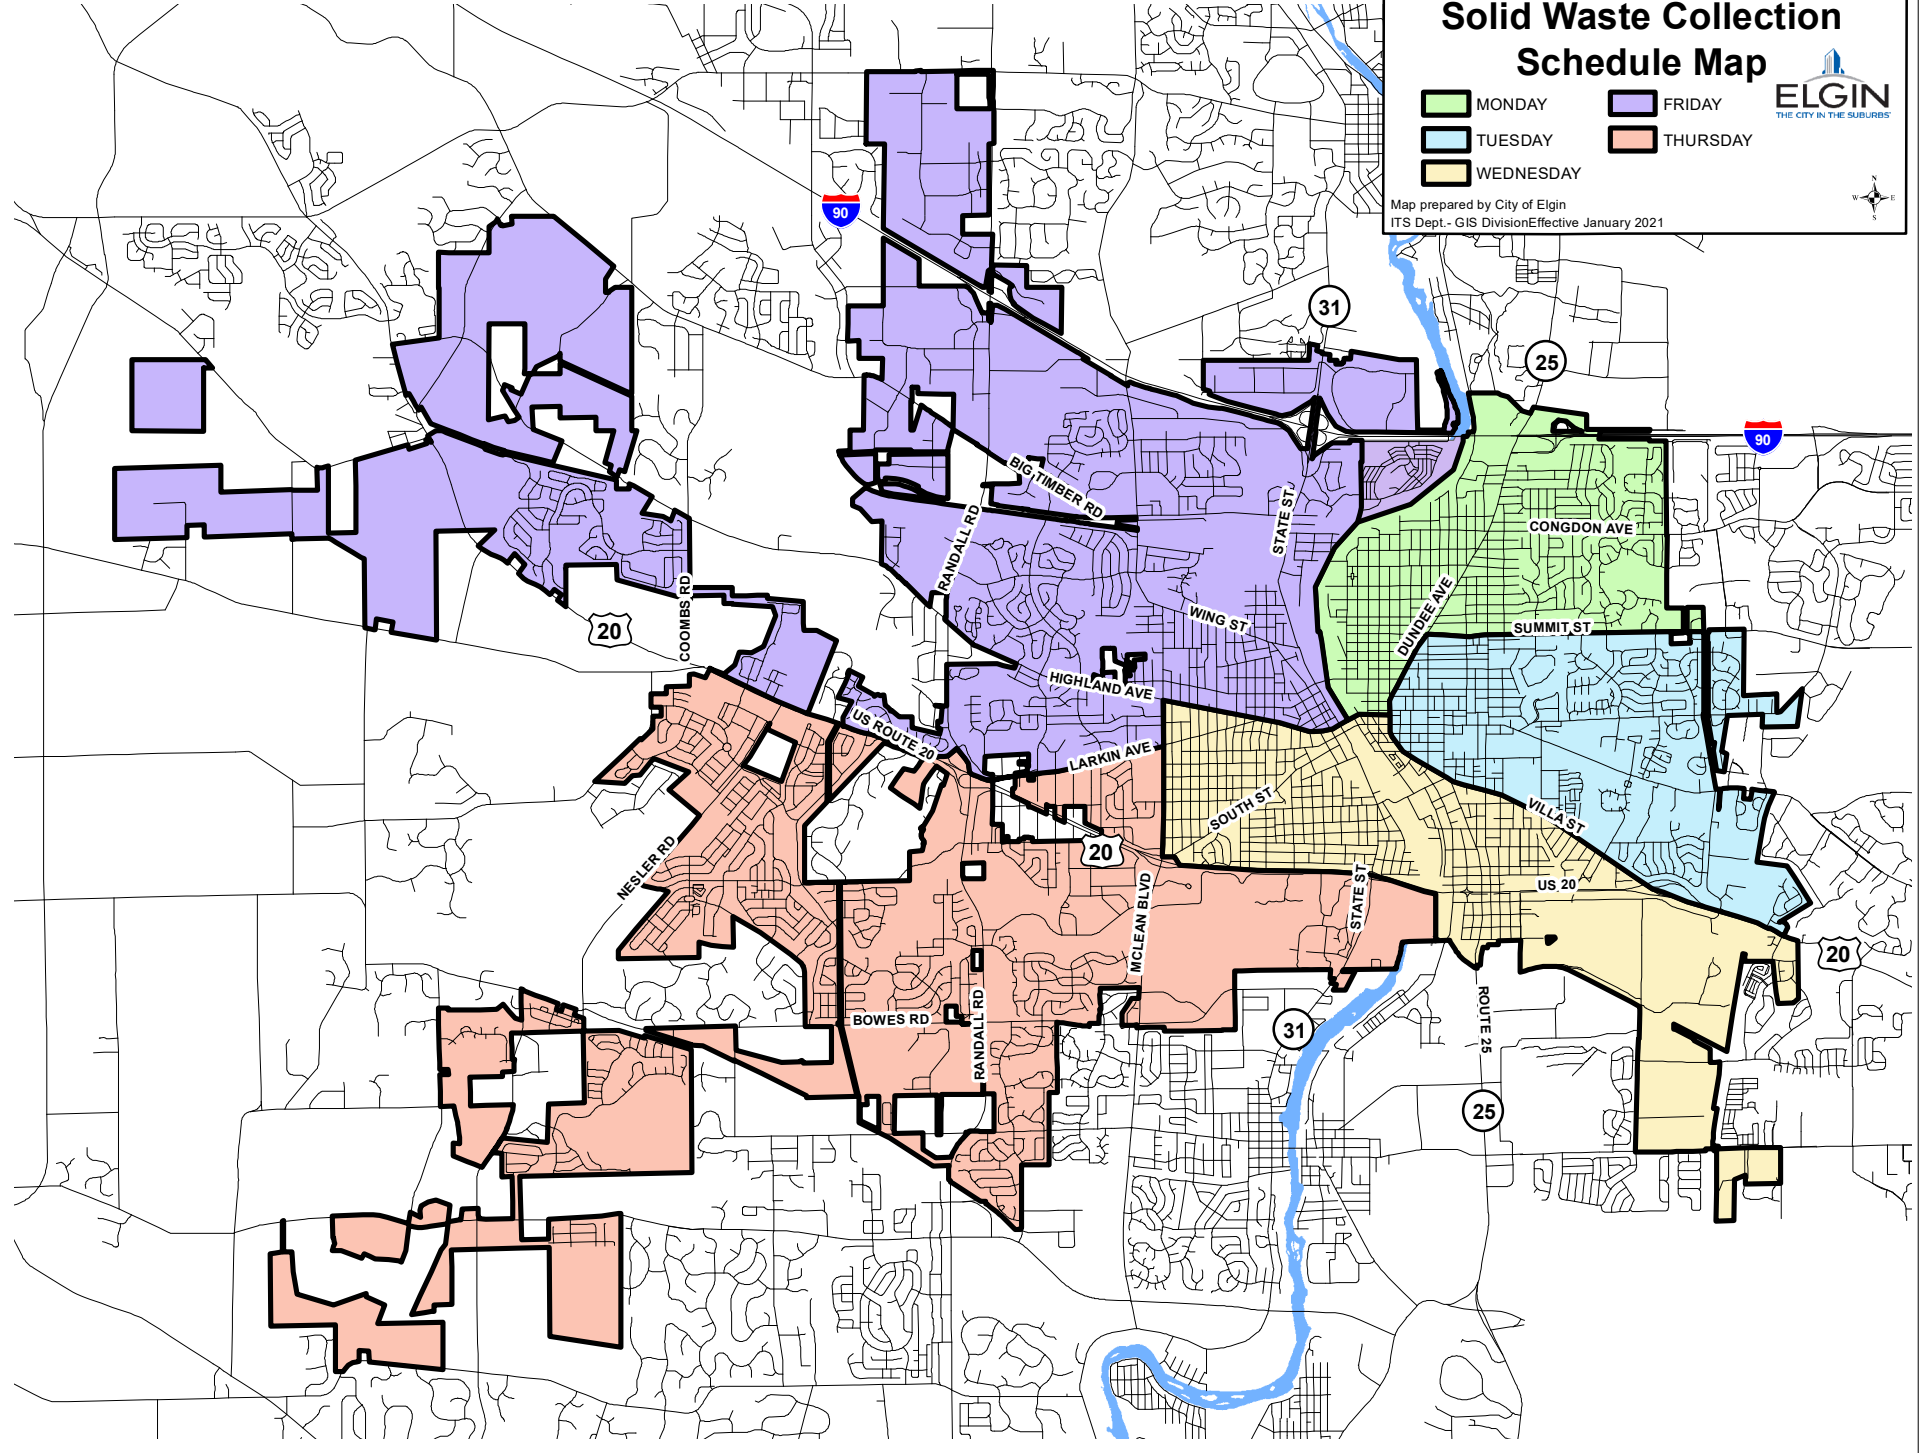 Solid Waste Collection
Schedule Map
ELGIN
THE CITY IN THE SUBURBS
MONDAY
FRIDAY
TUESDAY
THURSDAY
WEDNESDAY
N
W E
S
Map prepared by City of Elgin
ITS Dept.- GIS DivisionEffective January 2021
90
31
25
90
BIG TIMBER RD
STATE ST
CONGDON AVE
RANDALL RD
COOMBS RD
20
WING ST
DUNDEE AVE
SUMMIT ST
HIGHLAND AVE
US ROUTE 20
LARKIN AVE
SOUTH ST
VILLA ST
20
NESLER RD
MCLEAN BLVD
STATE ST
US 20
20
BOWES RD
RANDALL RD
31
ROUTE 25
25